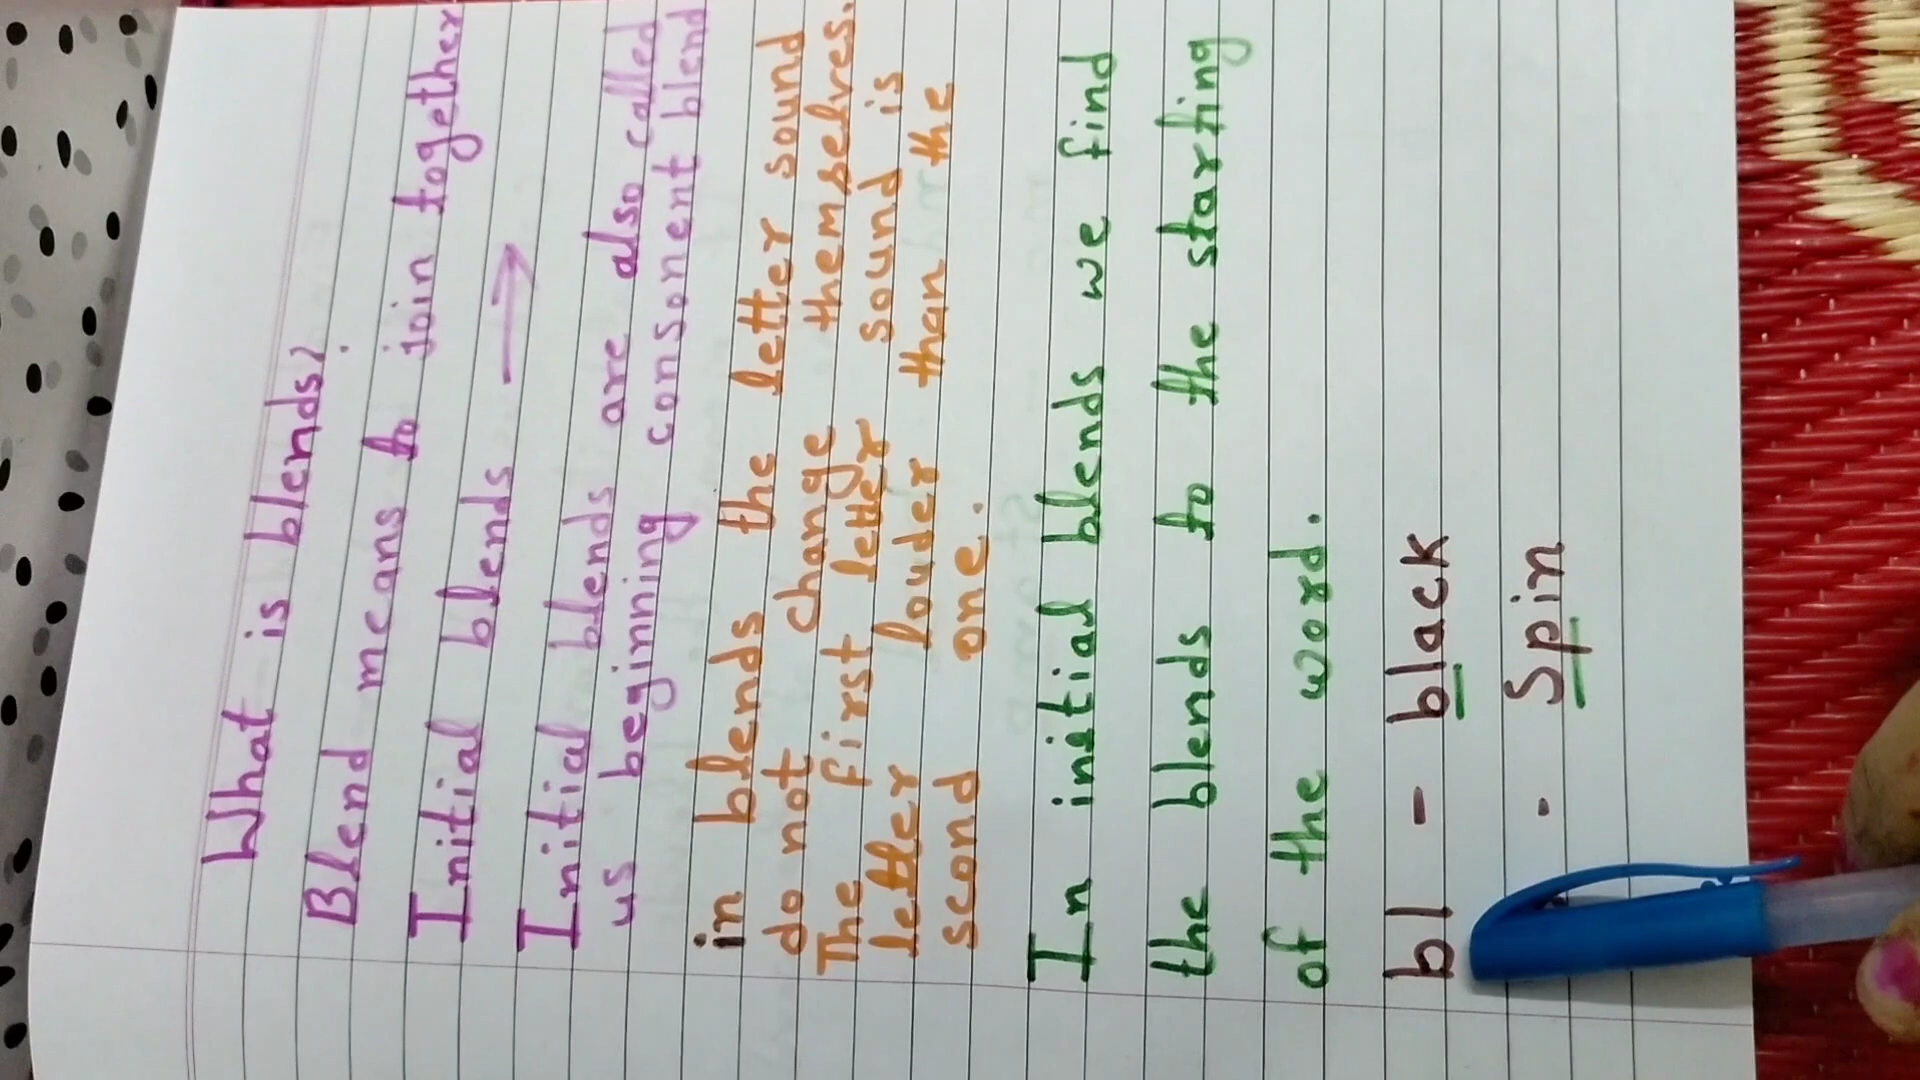 What is blends?
Blend means to join together
Initial blends →
Initial blends are also called
us beginning consonent blend
in blends the letter sound
do not change themselves.
The first letter sound is
letter louder than the
second one.
In initial blends we find
the blends to the starting
of the word.
bl - black
- Spin